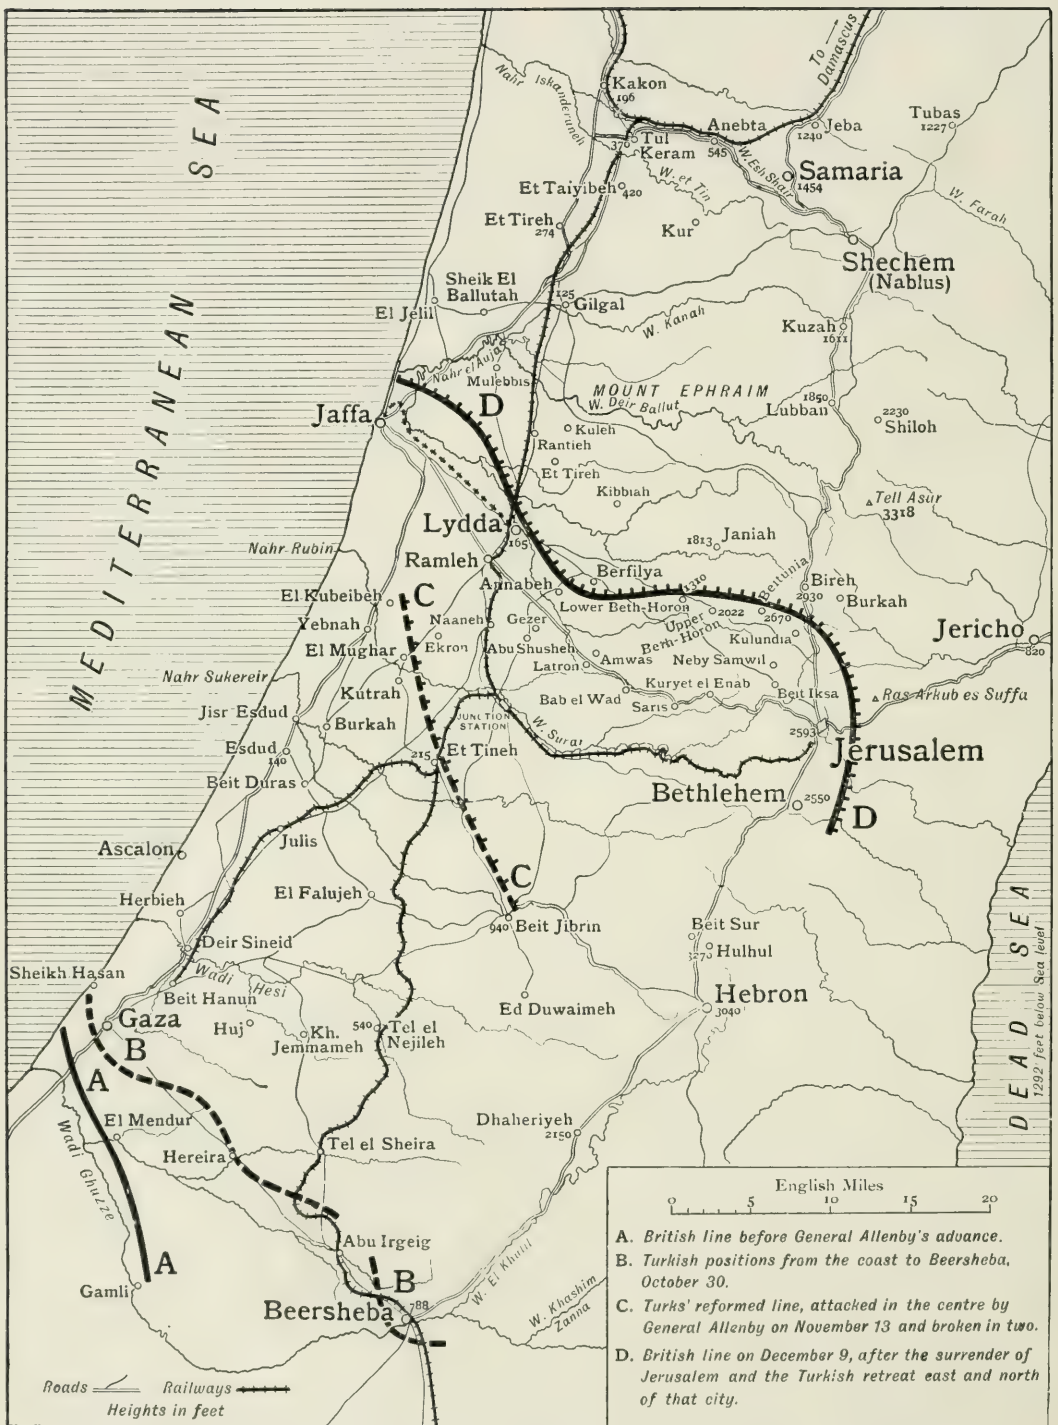 To Damascus
Nahr Iskanderuneh
Kakon
196
Anebta
545
Jeba
1240
Tubas
1227
370
Tul
Keram
W. Esh Shair
Samaria
1454
W. et Tin
Et Taiyibeh
420
W. Farah
Et Tireh
274
Kur
Shechem
(Nablus)
Sheik El
Ballutah
El Jelil
125
Gilgal
W. Kanah
Kuzah
1611
Nahr el Auja
Mulebbis
MOUNT EPHRAIM
W. Deir Ballut
1850
Lubban
2230
Shiloh
Jaffa
D
Kuleh
Rantieh
Et Tireh
Kibbiah
Tell Asur
3318
Lydda
165
1813
Janiah
Nahr Rubin
Ramleh
Annabeh
Berfilya
1310
Beitunia
Bireh
2930
Burkah
El Kubeibeh
C
Lower Beth-Horon
Upper
Beth-Horon
2022
2670
Yebnah
Naaneh
Gezer
Ekron
Abu Shusheh
Kulundia
Jericho
820
El Mughar
Latron
Amwas
Neby Samwil
Nahr Sukereir
Kutrah
Bab el Wad
Kuryet el Enab
Saris
Beit Iksa
Ras Arkub es Suffa
Jisr Esdud
Burkah
JUNCTION
STATION
W. Surar
2593
Jerusalem
Esdud
140
215
Et Tineh
Beit Duras
Bethlehem
2550
D
Julis
Ascalon
C
Herbieh
El Falujeh
940
Beit Jibrin
Beit Sur
Deir Sineid
3270
Hulhul
Sheikh Hasan
Wadi Hesi
Beit Hanun
Ed Duwaimeh
Hebron
3040
Gaza
Huj
Kh.
Jemmameh
540
Tel el
Nejileh
B
A
El Mendur
Dhaheriyeh
2150
Hereira
Tel el Sheira
Wadi Ghuzze
A
Gamli
Abu Irgeig
B
Beersheba
788
W. El Khulil
W. Khashim
Zanna
MEDITERRANEAN SEA
DEAD SEA
1292 feet below Sea level
English Miles
0 5 10 15 20
A. British line before General Allenby's advance.
B. Turkish positions from the coast to Beersheba,
October 30.
C. Turks' reformed line, attacked in the centre by
General Allenby on November 13 and broken in two.
D. British line on December 9, after the surrender of
Jerusalem and the Turkish retreat east and north
of that city.
Roads Railways
Heights in feet